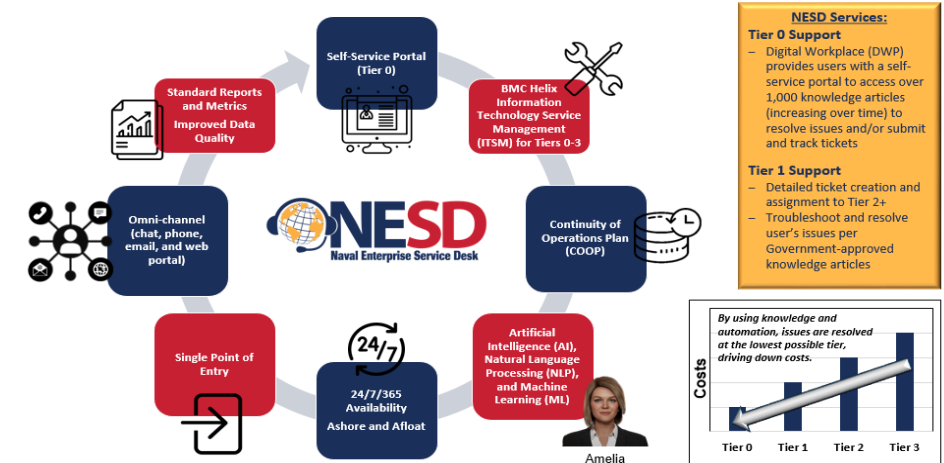 Self-Service Portal
(Tier 0)
BMC Helix
Information
Technology Service
Management
(ITSM) for Tiers 0-3
Continuity of
Operations Plan
(COOP)
Artificial
Intelligence (AI),
Natural Language
Processing (NLP),
and Machine
Learning (ML)
Amelia
24/7
24/7/365
Availability
Ashore and Afloat
Single Point of
Entry
Omni-channel
(chat, phone,
email, and web
portal)
Standard Reports
and Metrics
Improved Data
Quality
NESD
Naval Enterprise Service Desk
NESD Services:
Tier 0 Support
– Digital Workplace (DWP)
provides users with a self-
service portal to access over
1,000 knowledge articles
(increasing over time) to
resolve issues and/or submit
and track tickets
Tier 1 Support
– Detailed ticket creation and
assignment to Tier 2+
– Troubleshoot and resolve
user's issues per
Government-approved
knowledge articles
By using knowledge and
automation, issues are resolved
at the lowest possible tier,
driving down costs.
Costs
Tier 0 Tier 1 Tier 2 Tier 3